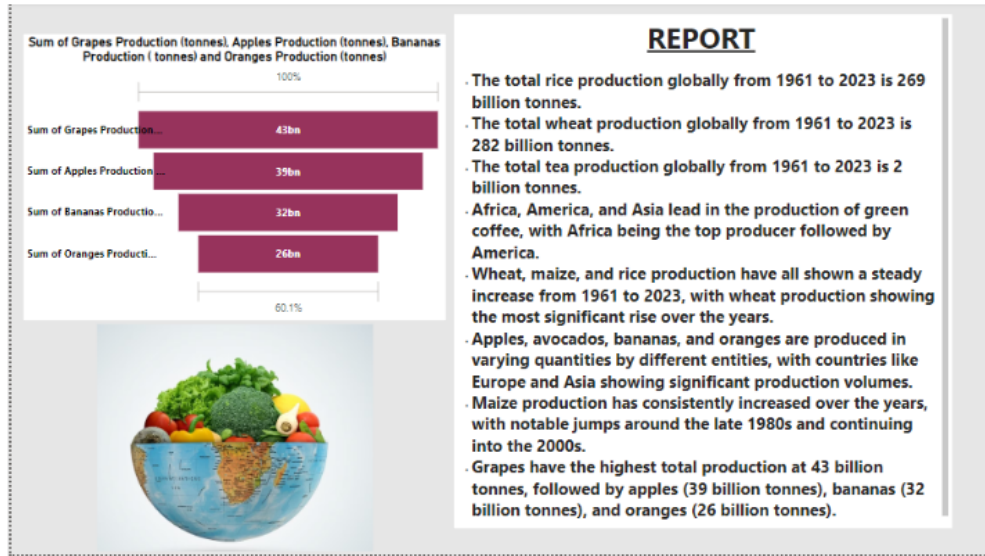 Sum of Grapes Production (tonnes), Apples Production (tonnes), Bananas
Production ( tonnes) and Oranges Production (tonnes)
100%
Sum of Grapes Production... 43bn
Sum of Apples Production ... 39bn
Sum of Bananas Productio... 32bn
Sum of Oranges Producti... 26bn
60.1%
REPORT
· The total rice production globally from 1961 to 2023 is 269
billion tonnes.
· The total wheat production globally from 1961 to 2023 is
282 billion tonnes.
· The total tea production globally from 1961 to 2023 is 2
billion tonnes.
· Africa, America, and Asia lead in the production of green
coffee, with Africa being the top producer followed by
America.
· Wheat, maize, and rice production have all shown a steady
increase from 1961 to 2023, with wheat production showing
the most significant rise over the years.
· Apples, avocados, bananas, and oranges are produced in
varying quantities by different entities, with countries like
Europe and Asia showing significant production volumes.
· Maize production has consistently increased over the years,
with notable jumps around the late 1980s and continuing
into the 2000s.
· Grapes have the highest total production at 43 billion
tonnes, followed by apples (39 billion tonnes), bananas (32
billion tonnes), and oranges (26 billion tonnes).